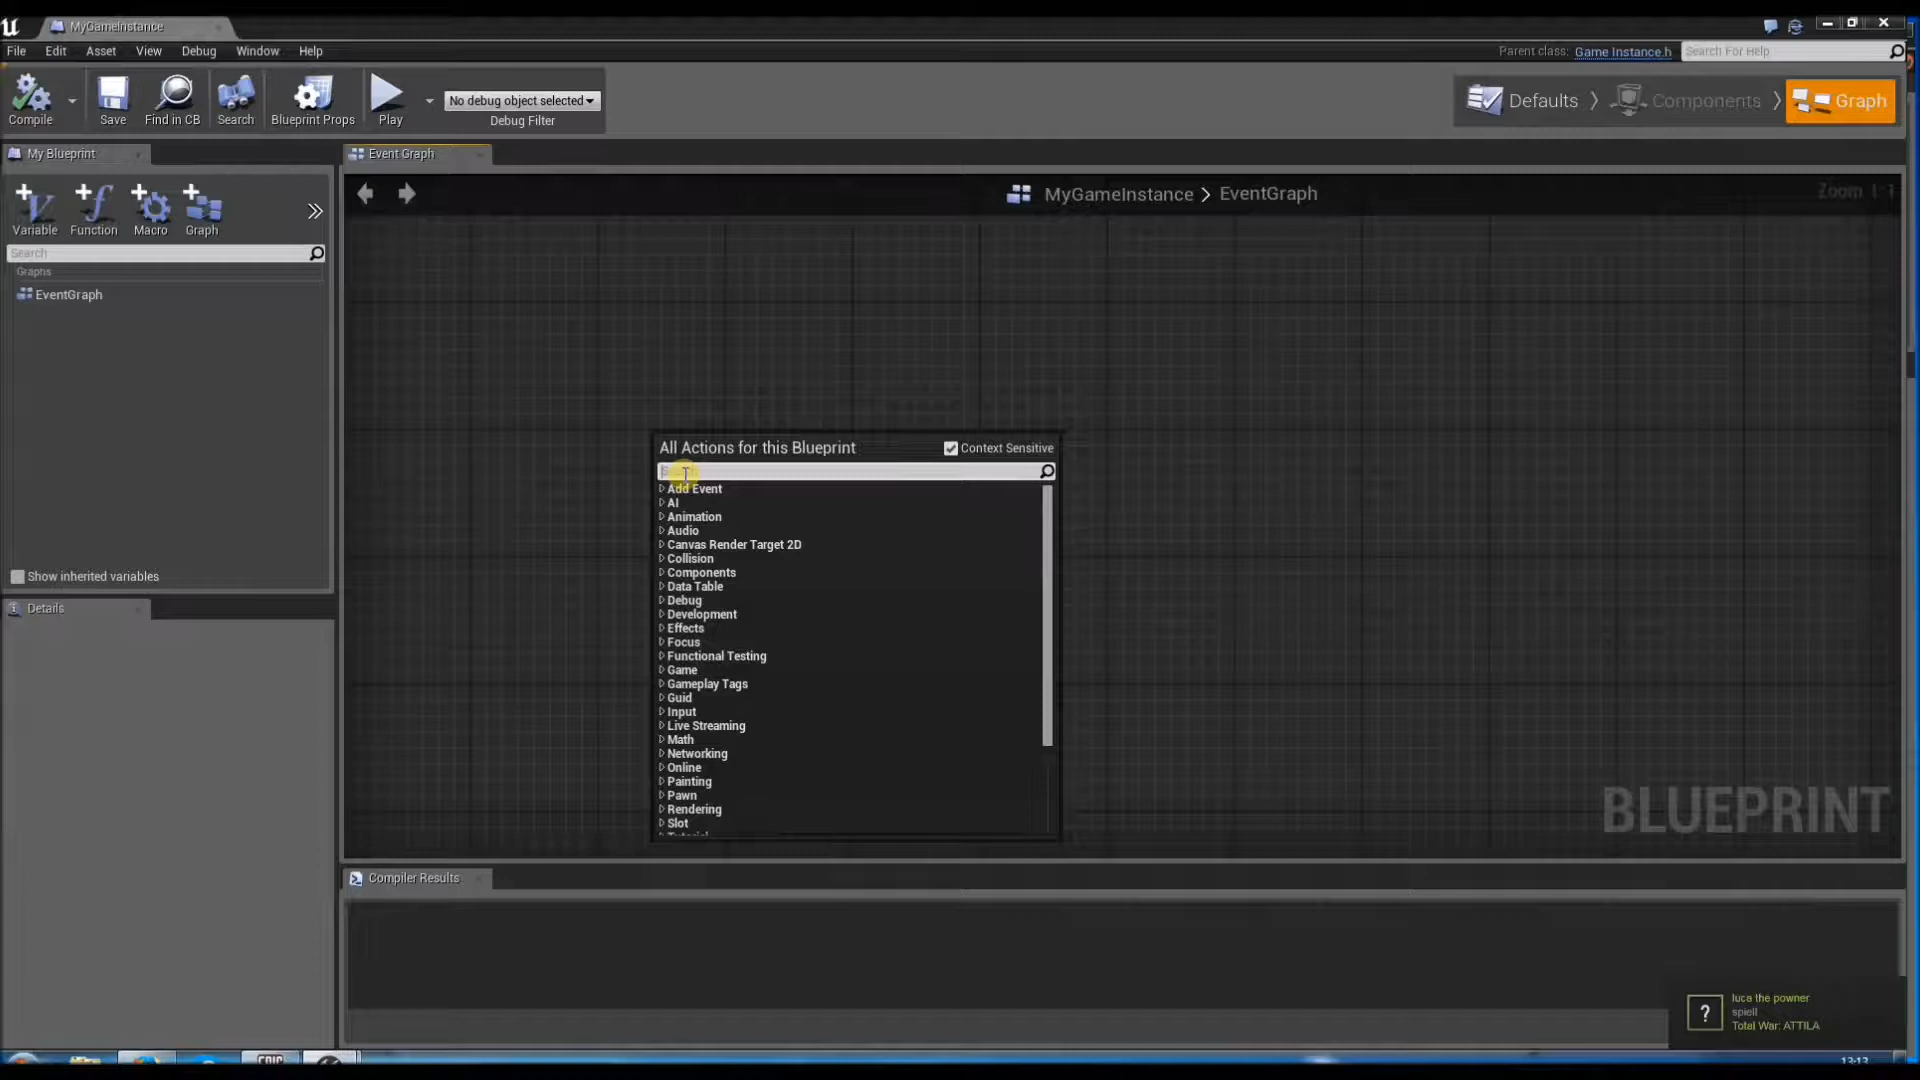 MyGameInstance
File Edit Asset View Debug Window Help
Parent class: Game Instance.h Search For Help
Compile Save Find in CB Search Blueprint Props Play
No debug object selected
Debug Filter
Defaults Components Graph
My Blueprint
Event Graph
Variable Function Macro Graph
MyGameInstance > EventGraph
Zoom 1:1
Search
Graphs
EventGraph
Show inherited variables
Details
All Actions for this Blueprint Context Sensitive
Add Event
AI
Animation
Audio
Canvas Render Target 2D
Collision
Components
Data Table
Debug
Development
Effects
Focus
Functional Testing
Game
Gameplay Tags
Guid
Input
Live Streaming
Math
Networking
Online
Painting
Pawn
Rendering
Slot
BLUEPRINT
Compiler Results
?
luca the powner
spielt
Total War: ATTILA
13:13